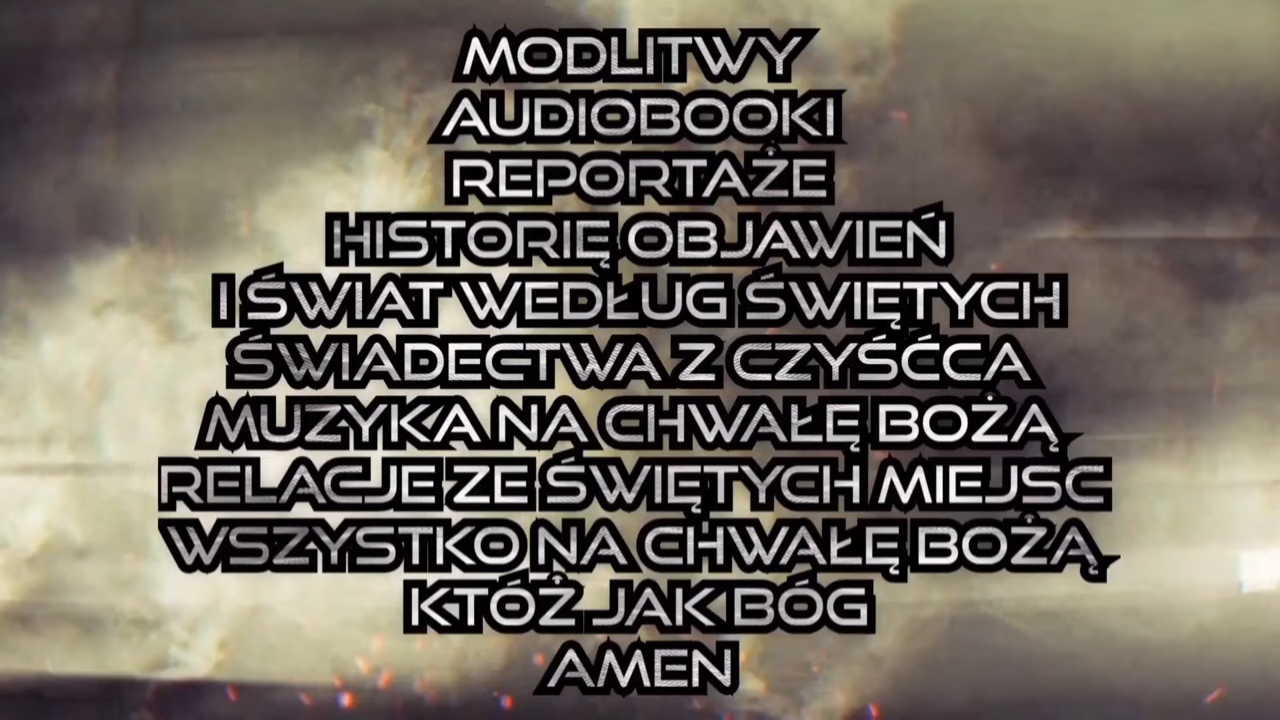 MODLITWY
AUDIOBOOKI
REPORTAŻE
HISTORIĘ OBJAWIEŃ
I ŚWIAT WEDŁUG ŚWIĘTYCH
ŚWIADECTWA Z CZYŚĆCA
MUZYKA NA CHWAŁĘ BOŻĄ
RELACJE ZE ŚWIĘTYCH MIEJSC
WSZYSTKO NA CHWAŁĘ BOŻĄ
KTÓŻ JAK BÓG
AMEN